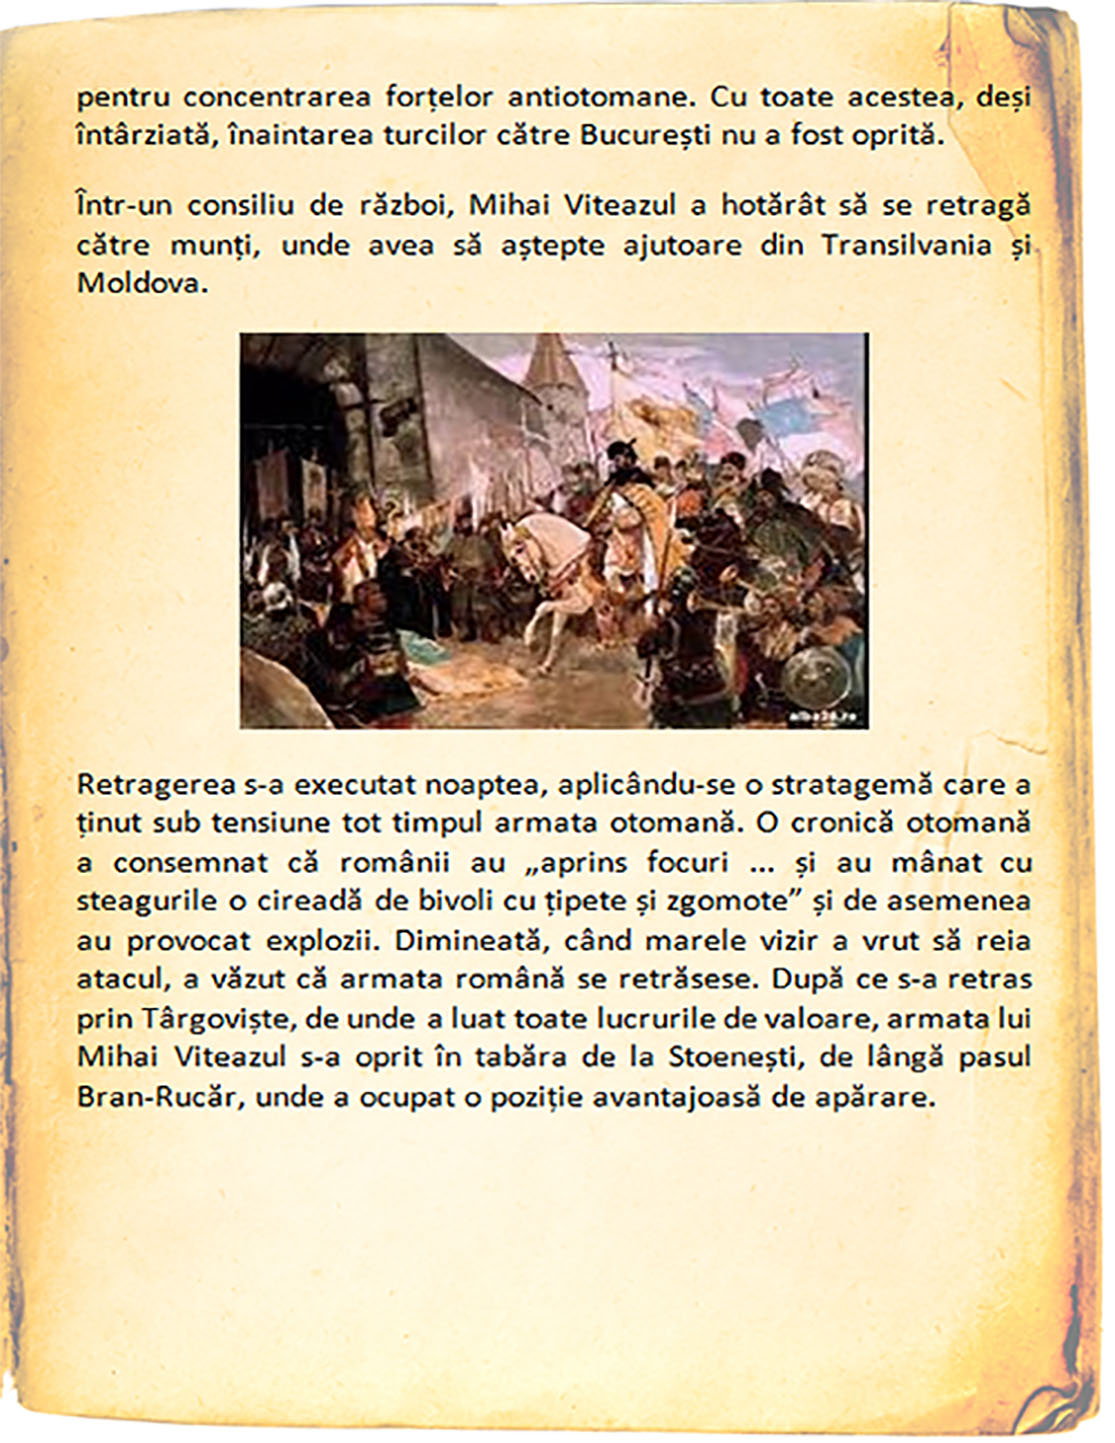 pentru concentrarea forțelor antiotomane. Cu toate acestea, deși
întârziată, înaintarea turcilor către București nu a fost oprită.
Într-un consiliu de război, Mihai Viteazul a hotărât să se retragă
către munți, unde avea să aștepte ajutoare din Transilvania și
Moldova.
alba24.ro
Retragerea s-a executat noaptea, aplicându-se o stratagemă care a
ținut sub tensiune tot timpul armata otomană. O cronică otomană
a consemnat că românii au „aprins focuri ... și au mânat cu
steagurile o cireadă de bivoli cu țipete și zgomote” și de asemenea
au provocat explozii. Dimineată, când marele vizir a vrut să reia
atacul, a văzut că armata română se retrăsese. După ce s-a retras
prin Târgoviște, de unde a luat toate lucrurile de valoare, armata lui
Mihai Viteazul s-a oprit în tabăra de la Stoenești, de lângă pasul
Bran-Rucăr, unde a ocupat o poziție avantajoasă de apărare.